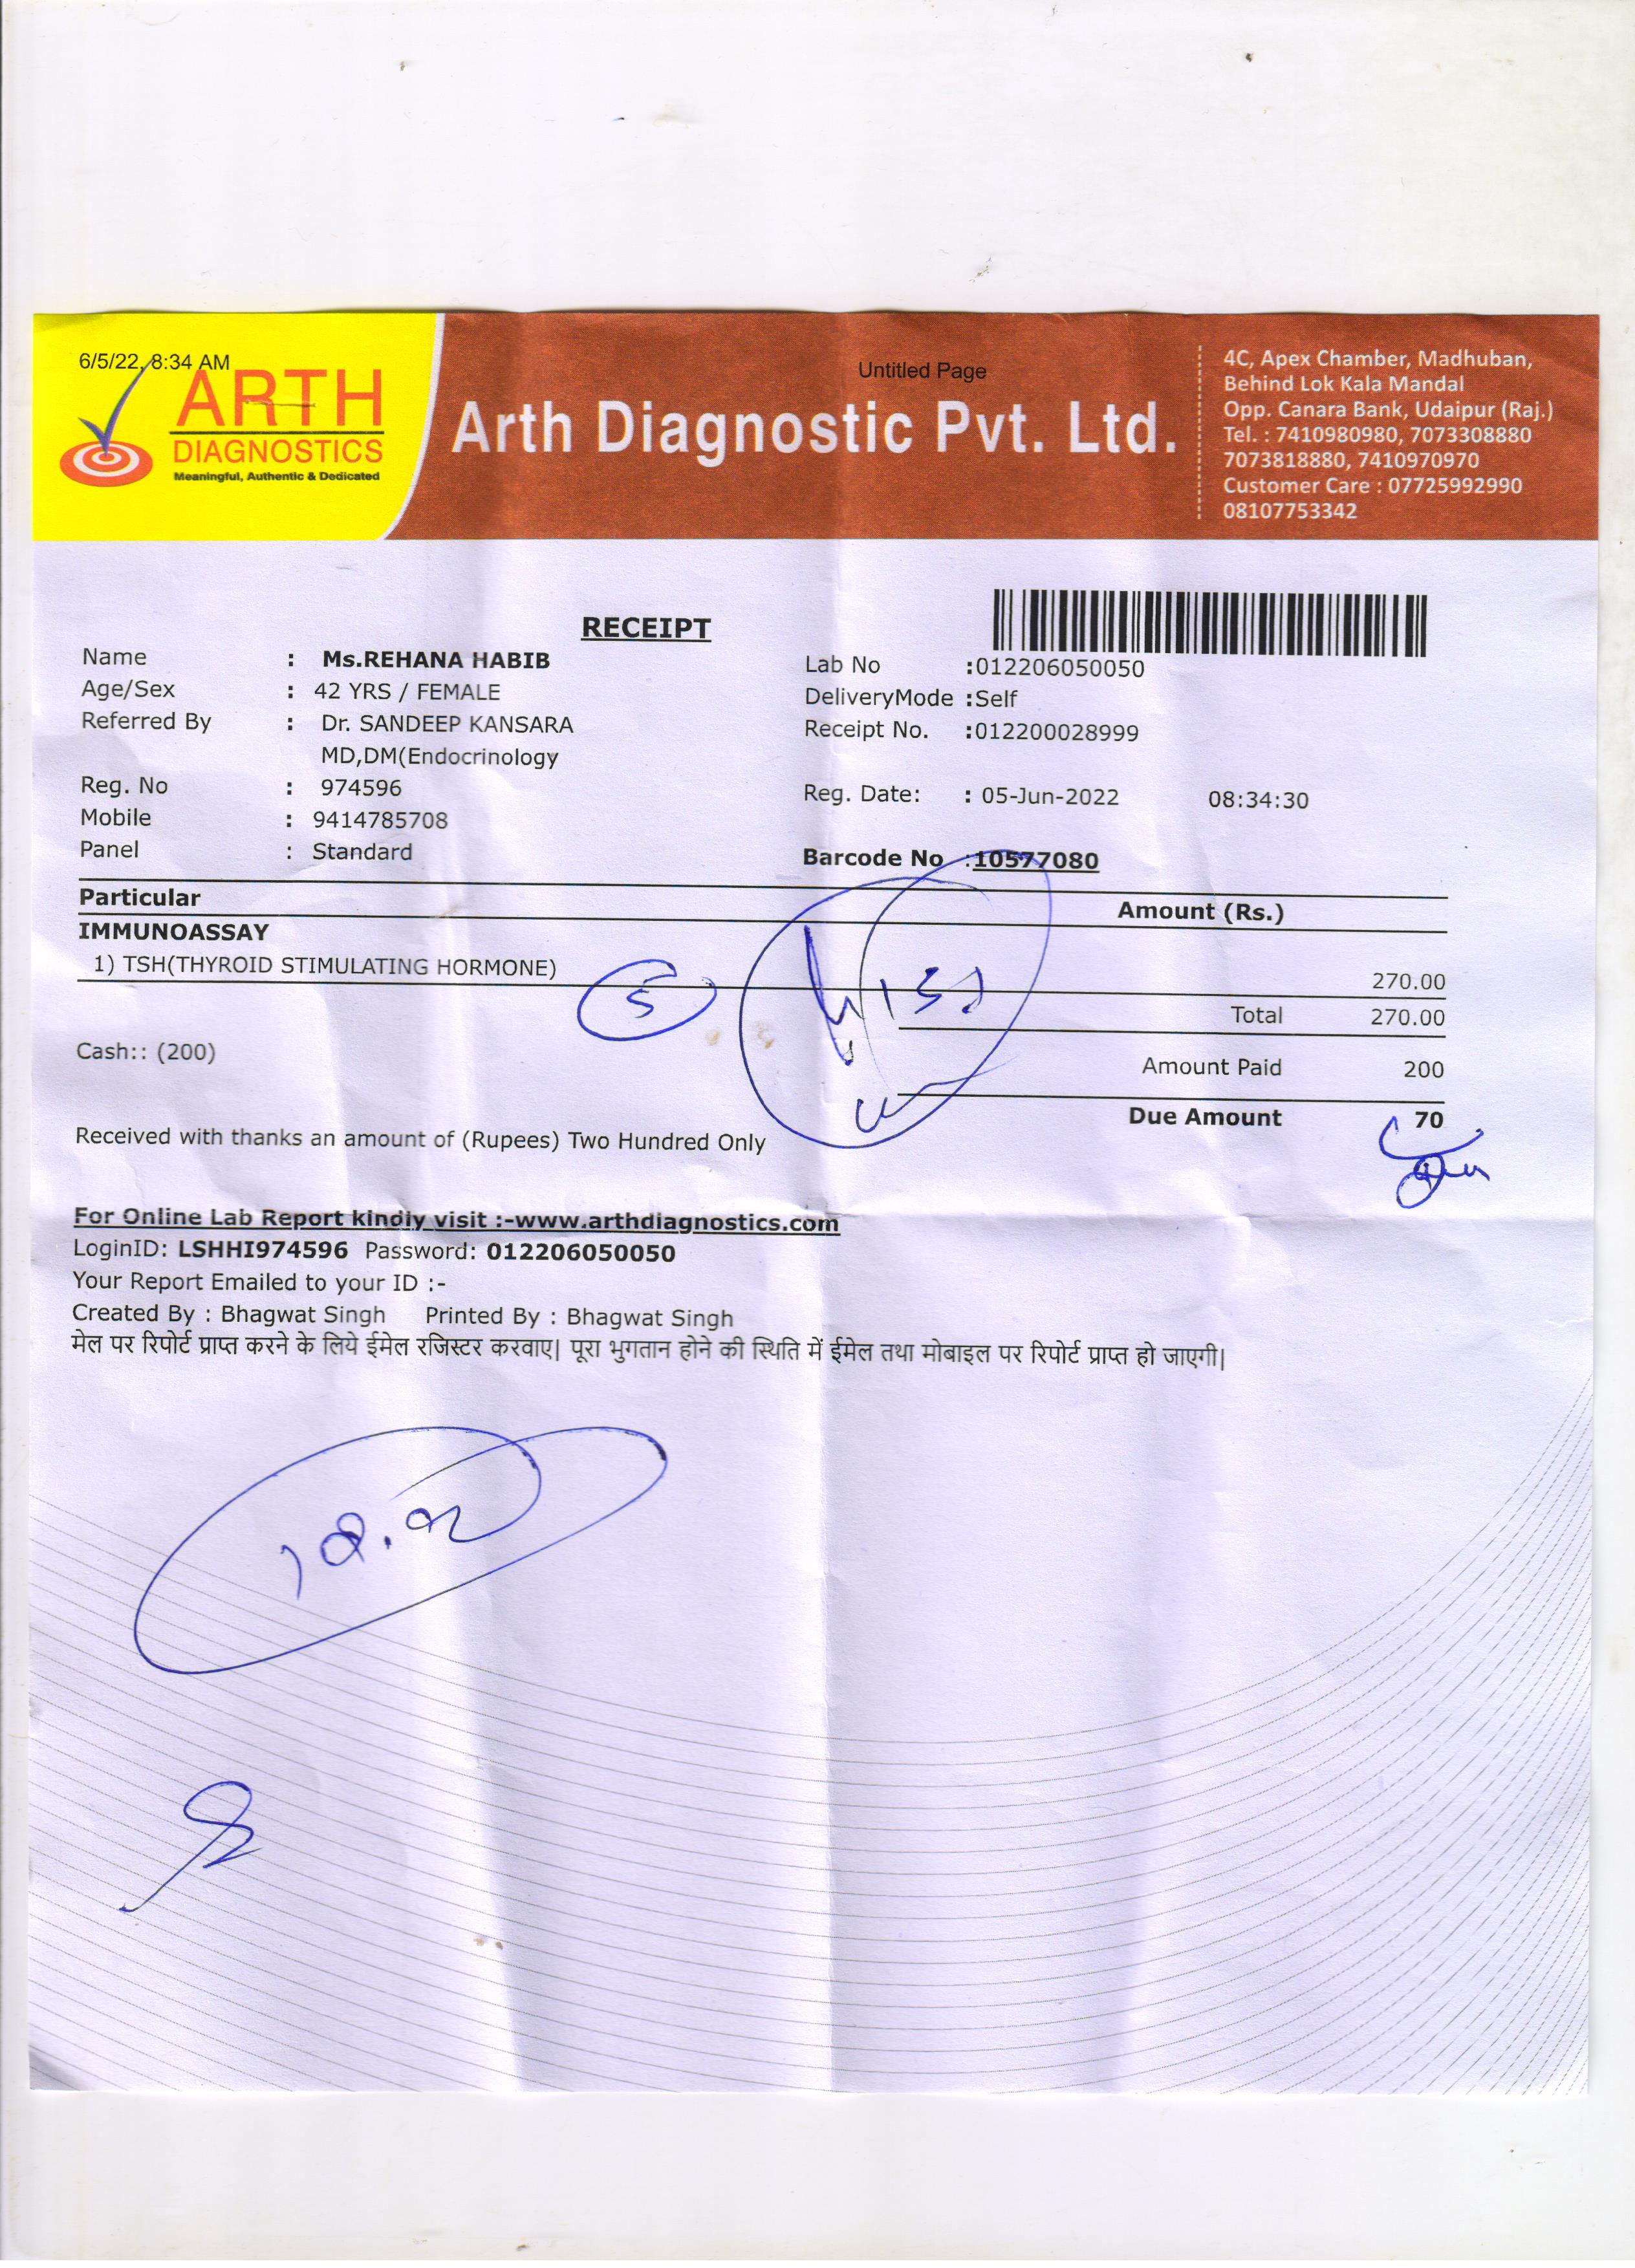 6/5/22, 8:34 AM
Untitled Page
ARTH
DIAGNOSTICS
Meaningful, Authentic & Dedicated
Arth Diagnostic Pvt. Ltd.
4C, Apex Chamber, Madhuban,
Behind Lok Kala Mandal
Opp. Canara Bank, Udaipur (Raj.)
Tel. : 7410980980, 7073308880
7073818880, 7410970970
Customer Care : 07725992990
08107753342
RECEIPT
Name : Ms.REHANA HABIB
Lab No :012206050050
Age/Sex : 42 YRS / FEMALE
DeliveryMode :Self
Referred By : Dr. SANDEEP KANSARA
Receipt No. :012200028999
MD,DM(Endocrinology
Reg. No : 974596
Reg. Date: : 05-Jun-2022 08:34:30
Mobile : 9414785708
Panel : Standard
Barcode No :10577080
Particular Amount (Rs.)
IMMUNOASSAY
1) TSH(THYROID STIMULATING HORMONE) 270.00
5
Total 270.00
Cash:: (200)
Amount Paid 200
Due Amount 70
Received with thanks an amount of (Rupees) Two Hundred Only
For Online Lab Report kindly visit :-www.arthdiagnostics.com
LoginID: LSHHI974596 Password: 012206050050
Your Report Emailed to your ID :-
Created By : Bhagwat Singh Printed By : Bhagwat Singh
मेल पर रिपोर्ट प्राप्त करने के लिये ईमेल रजिस्टर करवाए| पूरा भुगतान होने की स्थिति में ईमेल तथा मोबाइल पर रिपोर्ट प्राप्त हो जाएगी|